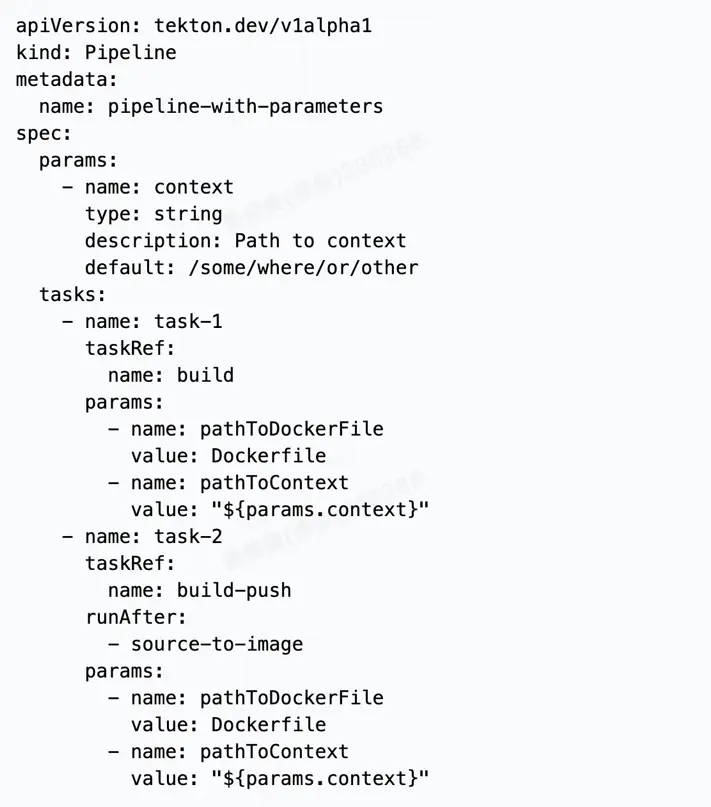 apiVersion: tekton.dev/v1alpha1
kind: Pipeline
metadata:
  name: pipeline-with-parameters
spec:
  params:
    - name: context
      type: string
      description: Path to context
      default: /some/where/or/other
  tasks:
    - name: task-1
      taskRef:
        name: build
      params:
        - name: pathToDockerFile
          value: Dockerfile
        - name: pathToContext
          value: "${params.context}"
    - name: task-2
      taskRef:
        name: build-push
      runAfter:
        - source-to-image
      params:
        - name: pathToDockerFile
          value: Dockerfile
        - name: pathToContext
          value: "${params.context}"